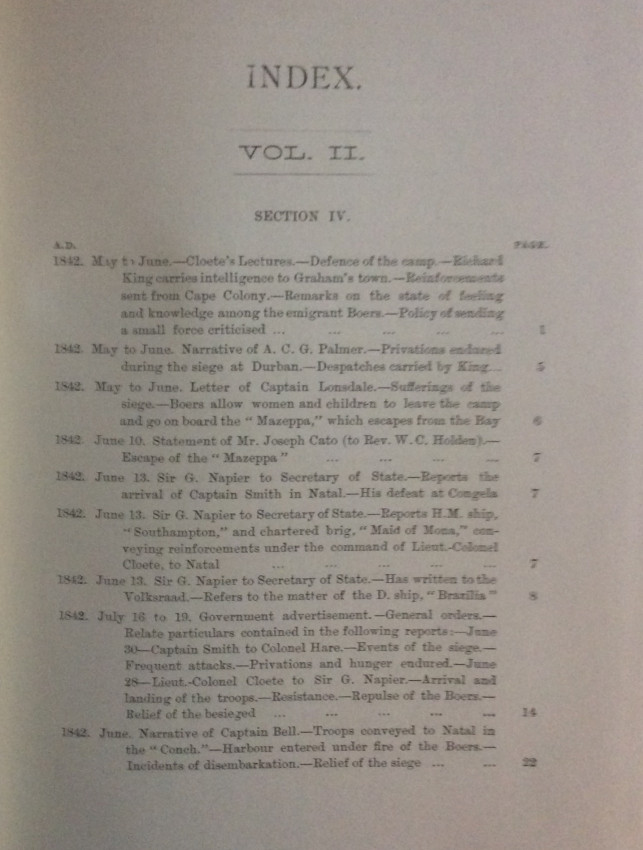 INDEX.
VOL. II.
SECTION IV.
A.D. PAGE.
1842. May to June.—Cloete's Lectures.—Defence of the camp.—Richard
King carries intelligence to Graham's town.—Reinforcements
sent from Cape Colony.—Remarks on the state of feeling
and knowledge among the emigrant Boers.—Policy of sending
a small force criticised ... ... ... ... ... 1
1842. May to June. Narrative of A. C. G. Palmer.—Privations endured
during the siege at Durban.—Despatches carried by King... 5
1842. May to June. Letter of Captain Lonsdale.—Sufferings of the
siege.—Boers allow women and children to leave the camp
and go on board the "Mazeppa," which escapes from the Bay 6
1842. June 10. Statement of Mr. Joseph Cato (to Rev. W. C. Holden).—
Escape of the "Mazeppa" ... ... ... ... 7
1842. June 13. Sir G. Napier to Secretary of State.—Reports the
arrival of Captain Smith in Natal.—His defeat at Congela 7
1842. June 13. Sir G. Napier to Secretary of State.—Reports H.M. ship,
"Southampton," and chartered brig, "Maid of Mona," con-
veying reinforcements under the command of Lieut.-Colonel
Cloete, to Natal ... ... ... ... ... 7
1842. June 13. Sir G. Napier to Secretary of State.—Has written to the
Volksraad.—Refers to the matter of the D. ship, "Brazilia" 8
1842. July 16 to 19. Government advertisement.—General orders.—
Relate particulars contained in the following reports:—June
30—Captain Smith to Colonel Hare.—Events of the siege.—
Frequent attacks.—Privations and hunger endured.—June
28—Lieut.-Colonel Cloete to Sir G. Napier.—Arrival and
landing of the troops.—Resistance.—Repulse of the Boers.—
Relief of the besieged ... ... ... ... ... 14
1842. June. Narrative of Captain Bell.—Troops conveyed to Natal in
the "Conch."—Harbour entered under fire of the Boers.—
Incidents of disembarkation.—Relief of the siege ... ... 22